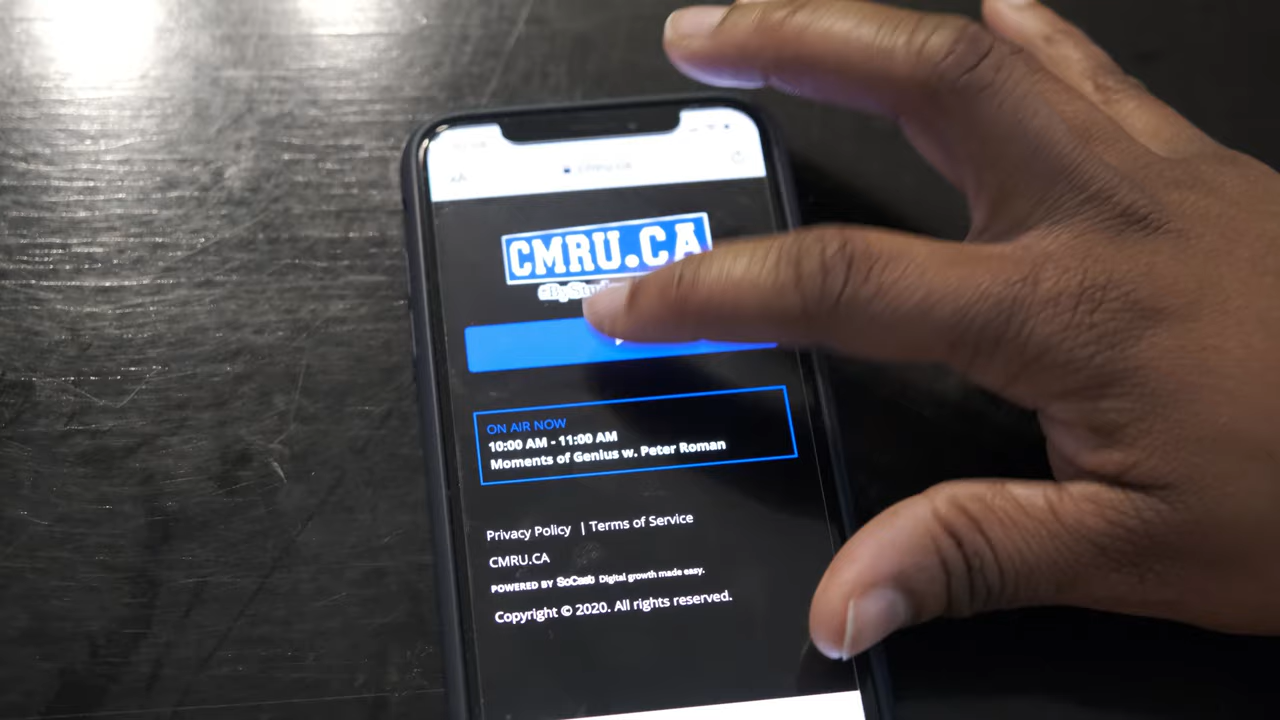 CMRU.CA
ON AIR NOW
10:00 AM - 11:00 AM
Moments of Genius w. Peter Roman
Privacy Policy | Terms of Service
CMRU.CA
POWERED BY SoCast Digital growth made easy.
Copyright © 2020. All rights reserved.